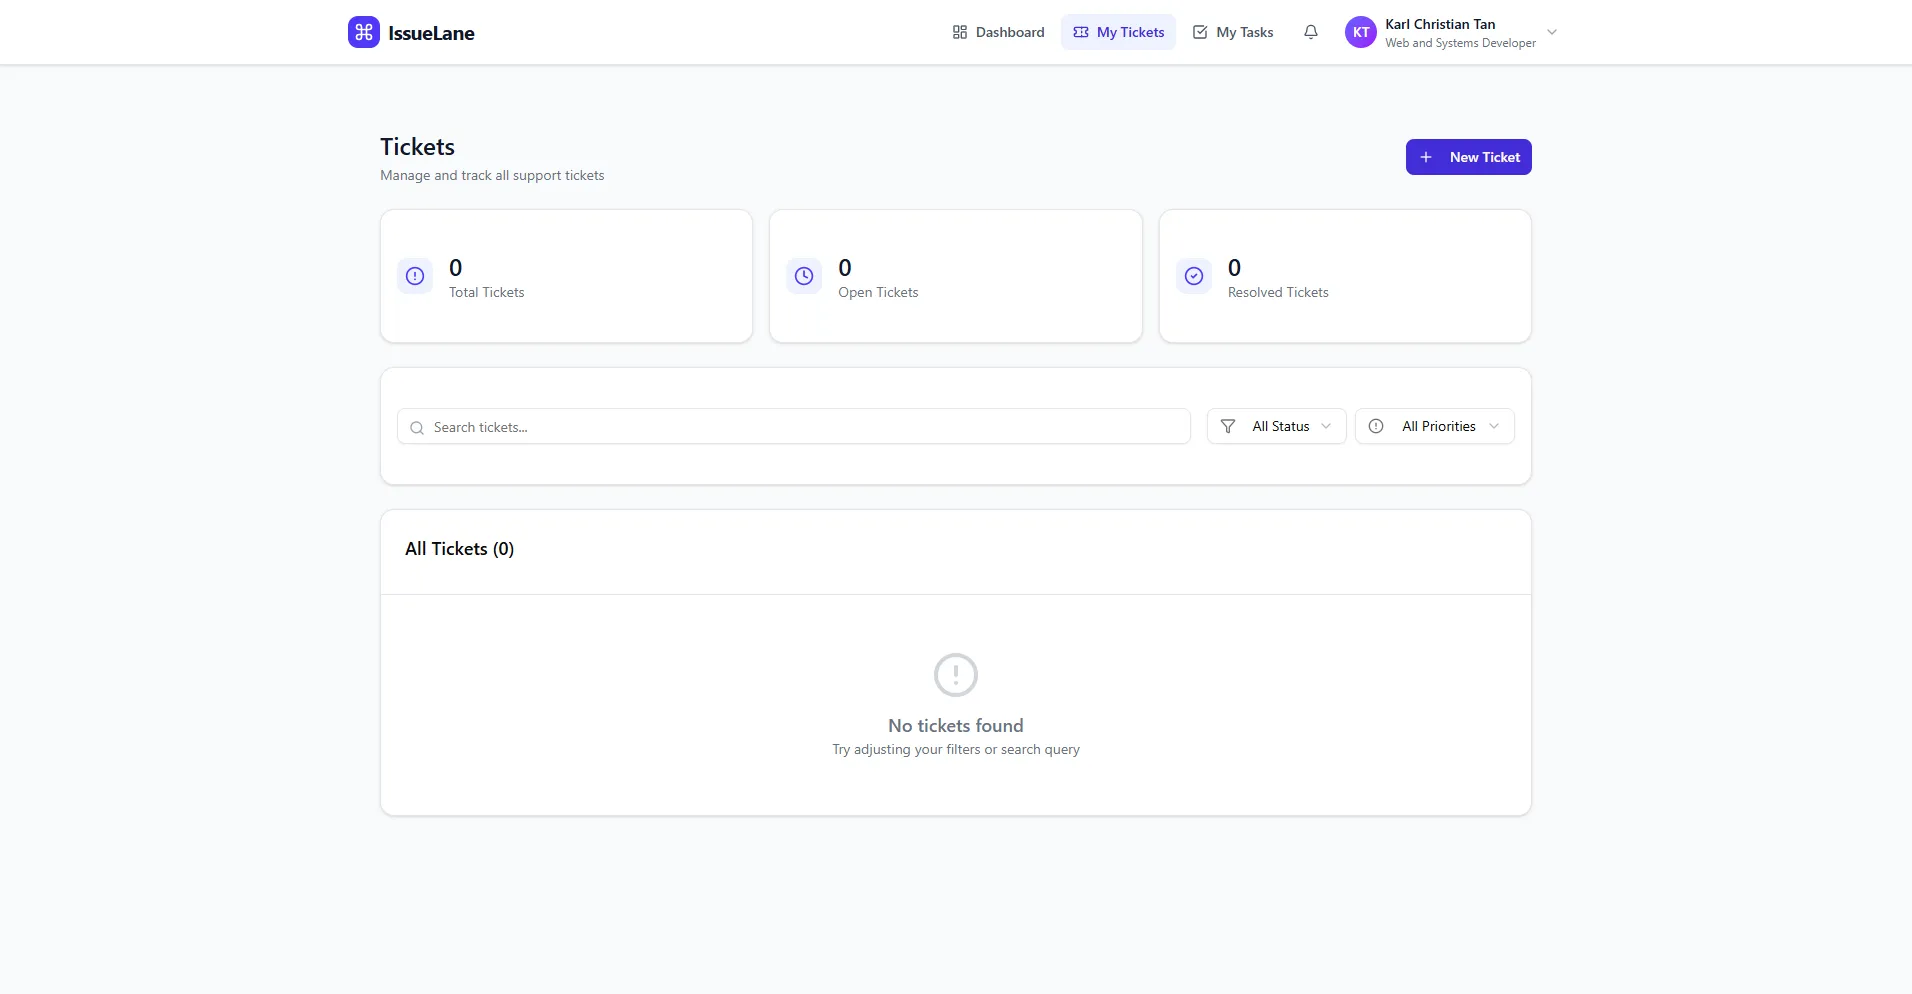 IssueLane
Dashboard
My Tickets
My Tasks
KT
Karl Christian Tan
Web and Systems Developer
Tickets
Manage and track all support tickets
New Ticket
0
Total Tickets
0
Open Tickets
0
Resolved Tickets
Search tickets...
All Status
All Priorities
All Tickets (0)
No tickets found
Try adjusting your filters or search query